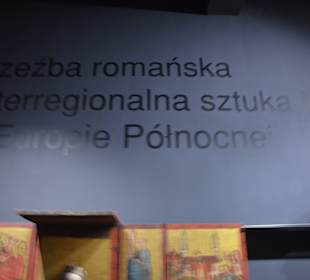 zeźba romańska
terregionalna sztuka
Europie Północnej